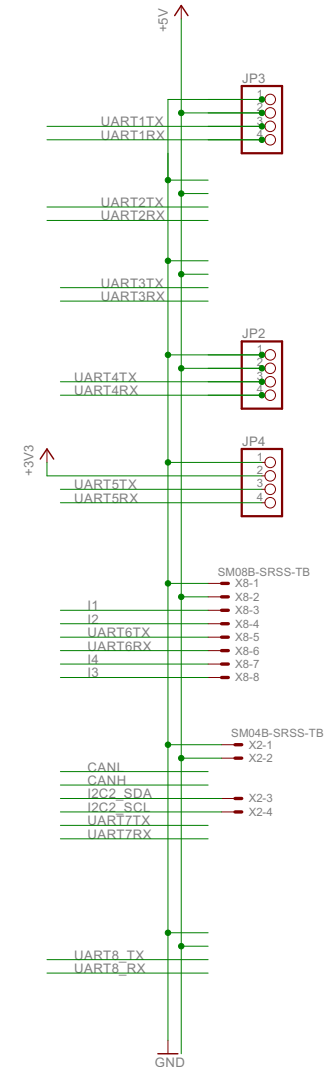 +5V
JP3
1
2
3
4
UART1TX
UART1RX
UART2TX
UART2RX
UART3TX
UART3RX
JP2
1
2
3
4
UART4TX
UART4RX
JP4
+3V3
1
2
3
4
UART5TX
UART5RX
SM08B-SRSS-TB
X8-1
X8-2
I1 X8-3
I2 X8-4
UART6TX X8-5
UART6RX X8-6
I4 X8-7
I3 X8-8
SM04B-SRSS-TB
X2-1
X2-2
CANL
CANH
I2C2_SDA X2-3
I2C2_SCL X2-4
UART7TX
UART7RX
UART8_TX
UART8_RX
GND